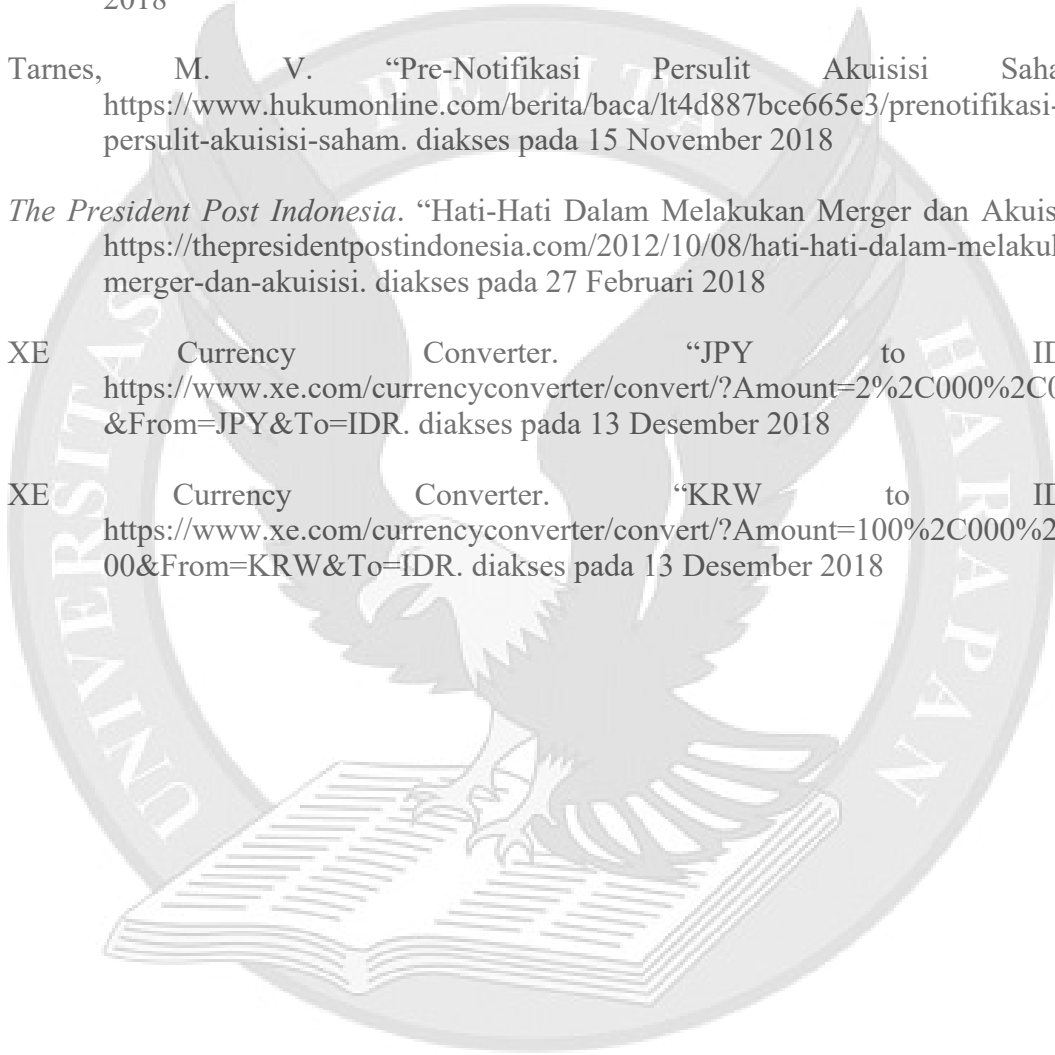 2018
Tarnes, M. V. “Pre-Notifikasi Persulit Akuisisi Saha
https://www.hukumonline.com/berita/baca/lt4d887bce665e3/prenotifikasi-
persulit-akuisisi-saham. diakses pada 15 November 2018
The President Post Indonesia. “Hati-Hati Dalam Melakukan Merger dan Akuis
https://thepresidentpostindonesia.com/2012/10/08/hati-hati-dalam-melakuk
merger-dan-akuisisi. diakses pada 27 Februari 2018
XE Currency Converter. “JPY to ID
https://www.xe.com/currencyconverter/convert/?Amount=2%2C000%2C0
&From=JPY&To=IDR. diakses pada 13 Desember 2018
XE Currency Converter. “KRW to ID
https://www.xe.com/currencyconverter/convert/?Amount=100%2C000%2
00&From=KRW&To=IDR. diakses pada 13 Desember 2018
UNIVERSITAS PELITA HARAPAN